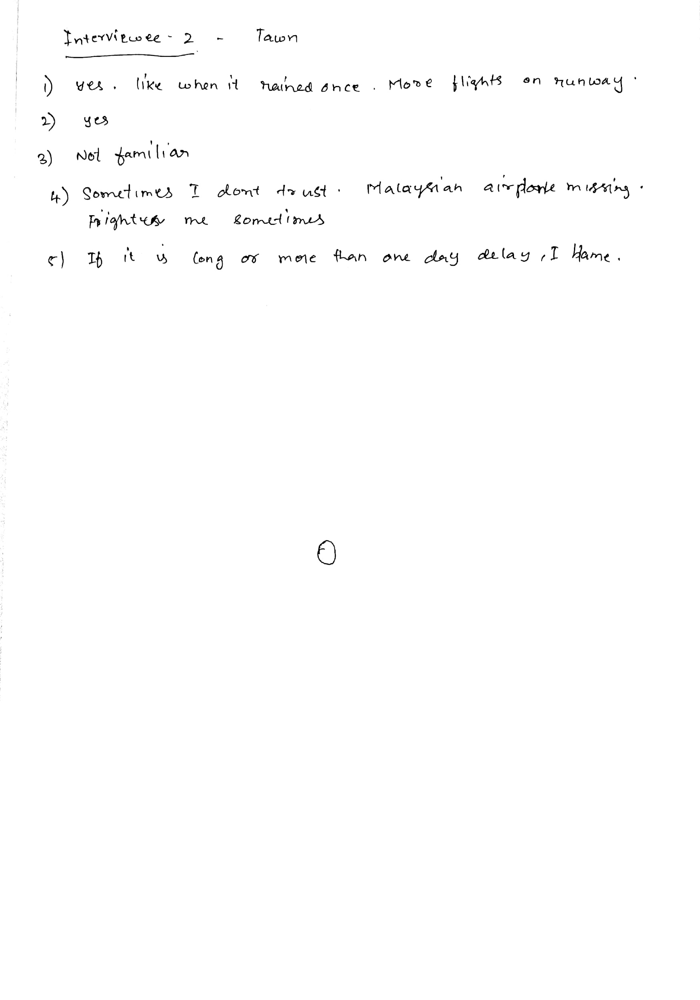 Interviewee - 2 - Tawn
1) yes. like when it rained once. More flights on runway.
2) yes
3) Not familiar
4) Sometimes I dont trust. Malaysian airplane missing.
me sometimes
5) If it is long or more than one day delay, I blame.